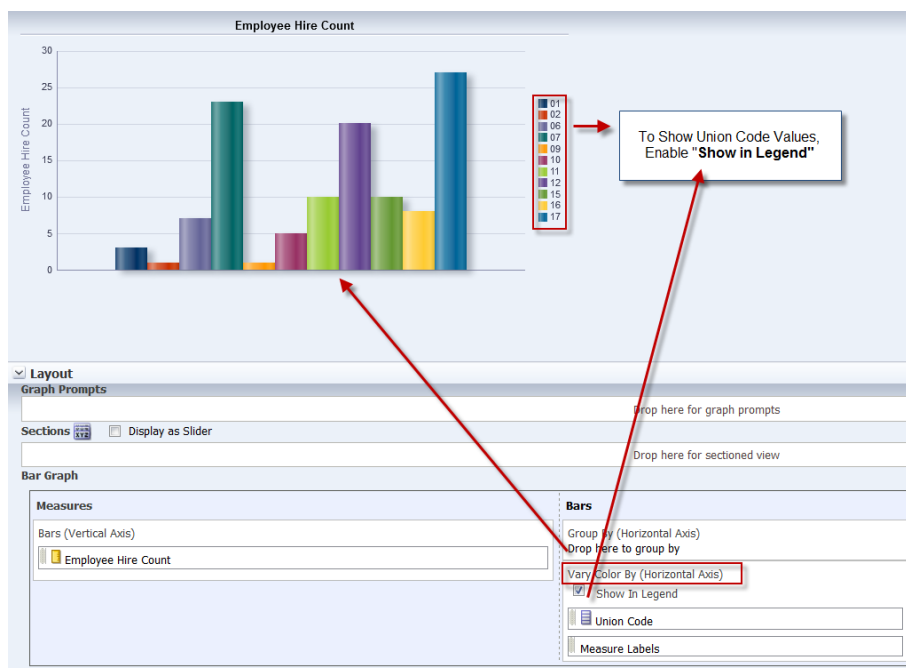 Employee Hire Count
30
25
20
15
10
5
0
Employee Hire Count
01
02
06
07
09
10
11
12
15
16
17
To Show Union Code Values,
Enable "Show in Legend"
Layout
Graph Prompts
Drop here for graph prompts
Sections XYZ Display as Slider
Drop here for sectioned view
Bar Graph
Measures
Bars (Vertical Axis)
Employee Hire Count
Bars
Group By (Horizontal Axis)
Drop here to group by
Vary Color By (Horizontal Axis)
Show In Legend
Union Code
Measure Labels